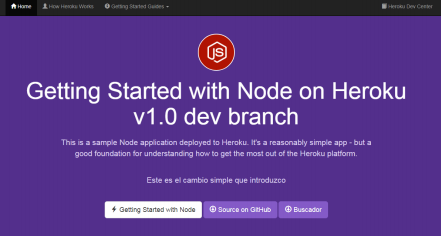 Home How Heroku Works Getting Started Guides Heroku Dev Center
JS
Getting Started with Node on Heroku
v1.0 dev branch
This is a sample Node application deployed to Heroku. It's a reasonably simple app - but a
good foundation for understanding how to get the most out of the Heroku platform.
Este es el cambio simple que introduzco
Getting Started with Node Source on GitHub Buscador